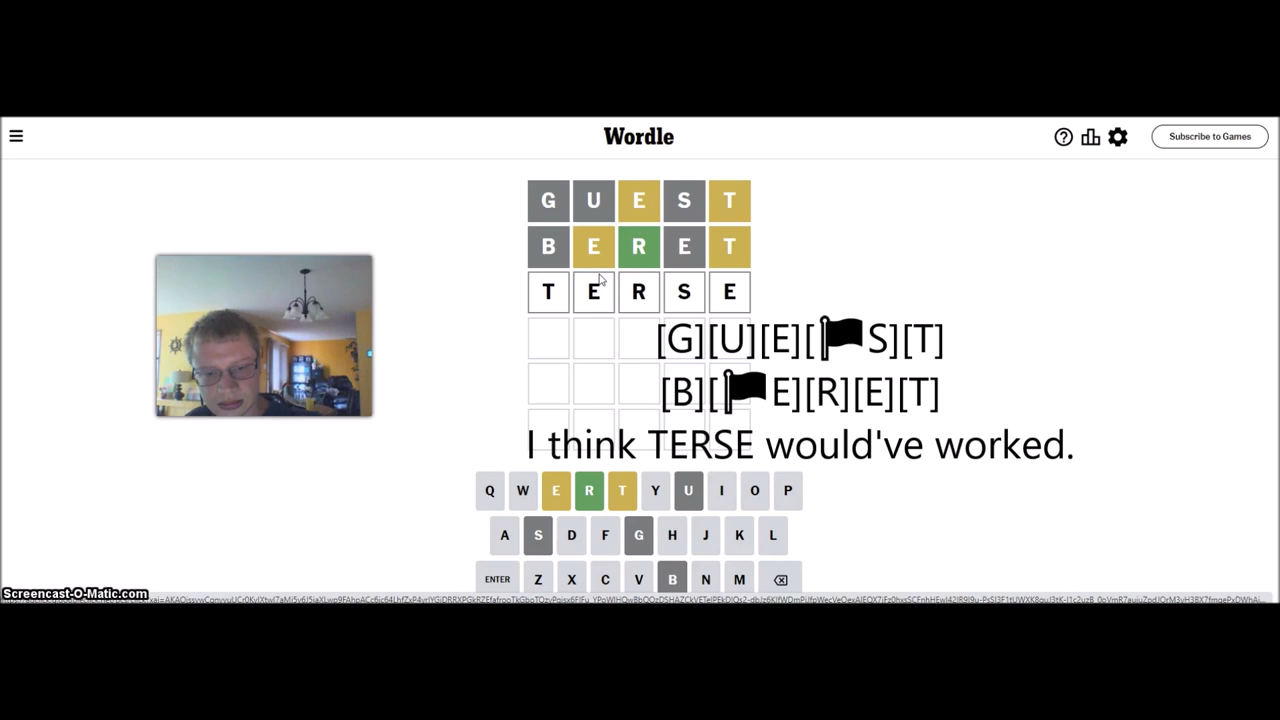 Wordle
Subscribe to Games
G U E S T
B E R E T
T E R S E
[G][U][E][🏴S][T]
[B][🏴E][R][E][T]
I think TERSE would've worked.
Q W E R T Y U I O P
A S D F G H J K L
ENTER Z X C V B N M
Screencast-O-Matic.com